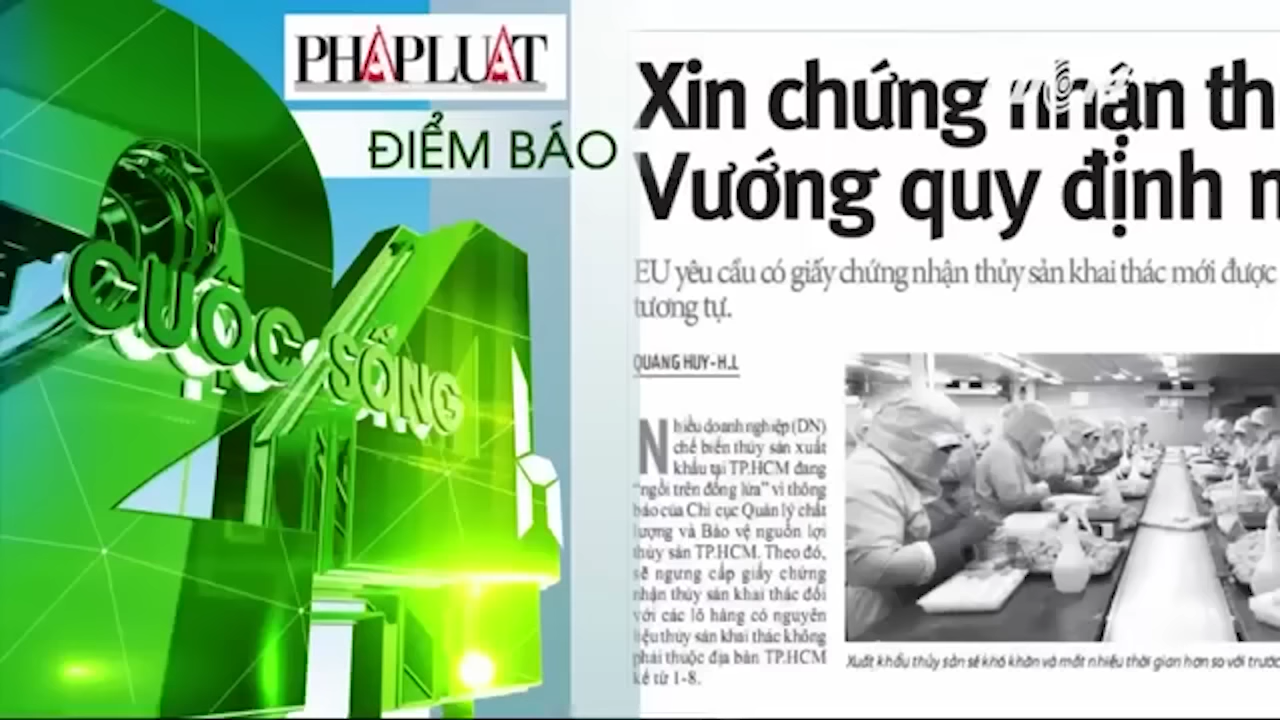 PHÁPLUẬT
ĐIỂM BÁO
CUỘC SỐNG
24
Xin chứng nhận th
Vướng quy định m
EU yêu cầu có giấy chứng nhận thủy sản khai thác mới được
tương tự.
QUANG HUY - H.L
Nhiều doanh nghiệp (DN)
chế biến thủy sản xuất
khẩu tại TP.HCM đang
“ngồi trên đống lửa” vì thông
báo của Chi cục Quản lý chất
lượng và Bảo vệ nguồn lợi
thủy sản TP.HCM. Theo đó,
sẽ ngưng cấp giấy chứng
nhận thủy sản khai thác đối
với các lô hàng có nguyên
liệu thủy sản khai thác không
phải thuộc địa bàn TP.HCM
kể từ 1-8.
Xuất khẩu thủy sản sẽ khó khăn và mất nhiều thời gian hơn so với trước